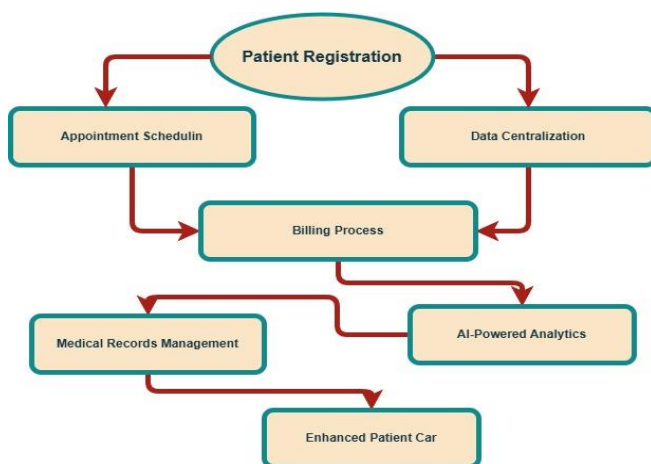 Patient Registration
Appointment Schedulin
Data Centralization
Billing Process
AI-Powered Analytics
Medical Records Management
Enhanced Patient Car